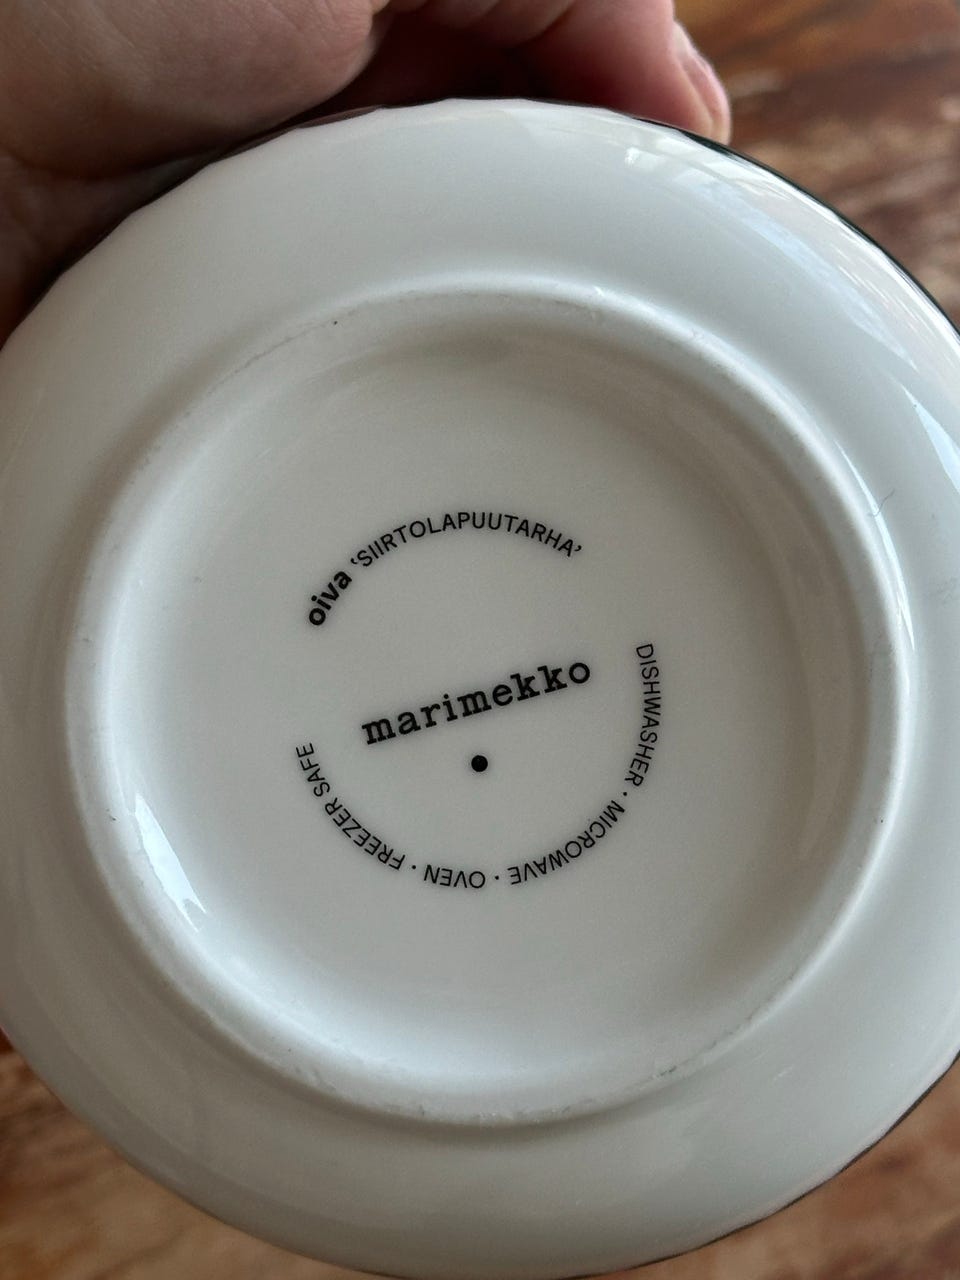 oiva ‘SIIRTOLAPUUTARHA’
marimekko
DISHWASHER · MICROWAVE · OVEN · FREEZER SAFE